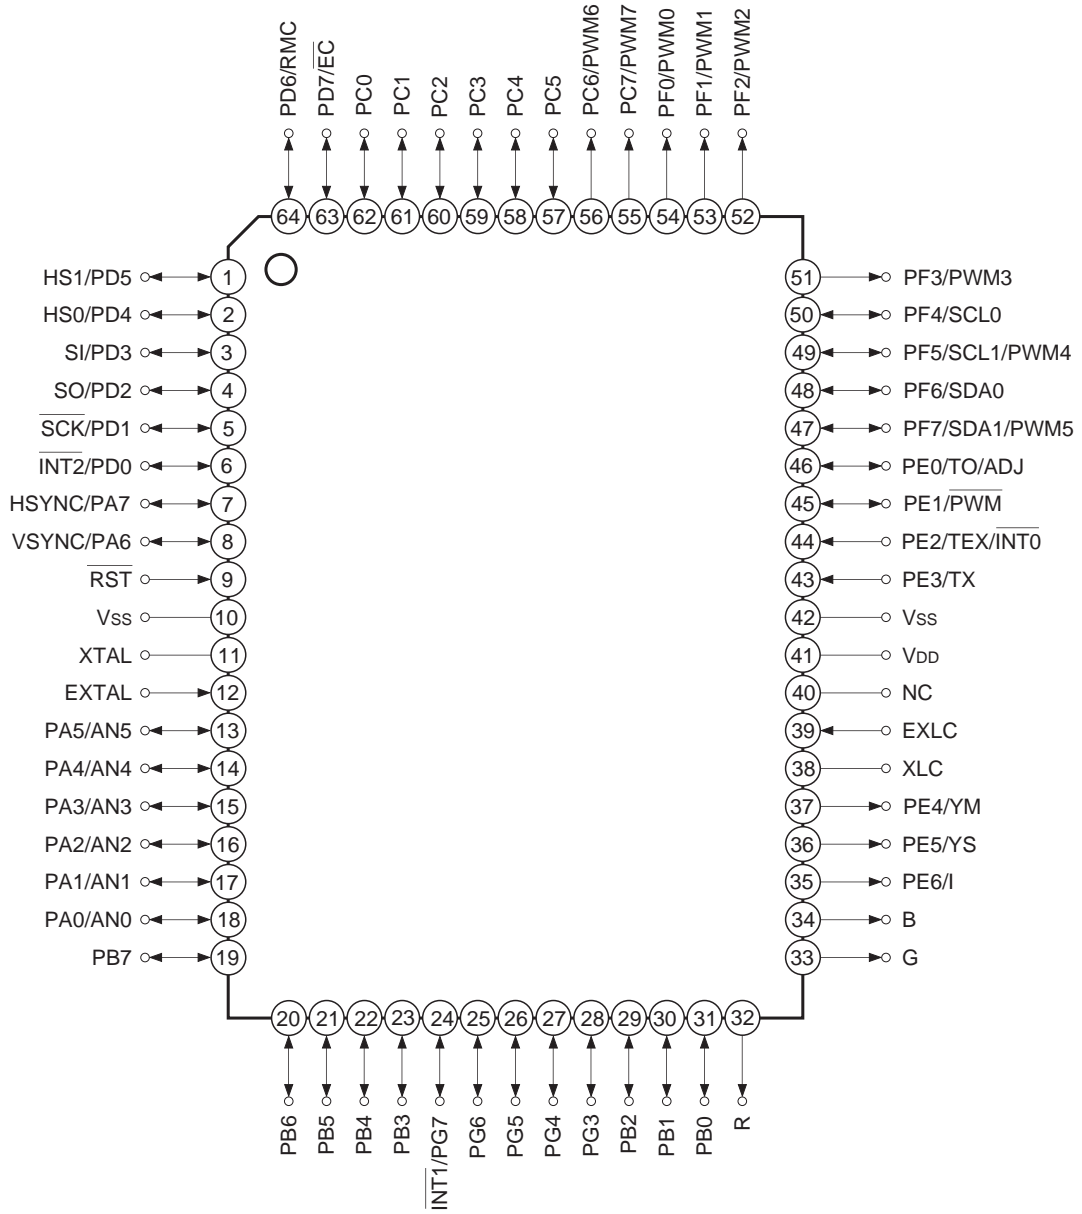 PD6/RMC
PD7/E̅C̅
PC0
PC1
PC2
PC3
PC4
PC5
PC6/PWM6
PC7/PWM7
PF0/PWM0
PF1/PWM1
PF2/PWM2
64 63 62 61 60 59 58 57 56 55 54 53 52
HS1/PD5 1
HS0/PD4 2
SI/PD3 3
SO/PD2 4
S̅C̅K̅/PD1 5
I̅N̅T̅2̅/PD0 6
HSYNC/PA7 7
VSYNC/PA6 8
R̅S̅T̅ 9
Vss 10
XTAL 11
EXTAL 12
PA5/AN5 13
PA4/AN4 14
PA3/AN3 15
PA2/AN2 16
PA1/AN1 17
PA0/AN0 18
PB7 19
51 PF3/PWM3
50 PF4/SCL0
49 PF5/SCL1/PWM4
48 PF6/SDA0
47 PF7/SDA1/PWM5
46 PE0/TO/ADJ
45 PE1/P̅W̅M̅
44 PE2/TEX/I̅N̅T̅0̅
43 PE3/TX
42 Vss
41 VDD
40 NC
39 EXLC
38 XLC
37 PE4/YM
36 PE5/YS
35 PE6/I
34 B
33 G
20 21 22 23 24 25 26 27 28 29 30 31 32
PB6
PB5
PB4
PB3
I̅N̅T̅1̅/PG7
PG6
PG5
PG4
PG3
PB2
PB1
PB0
R